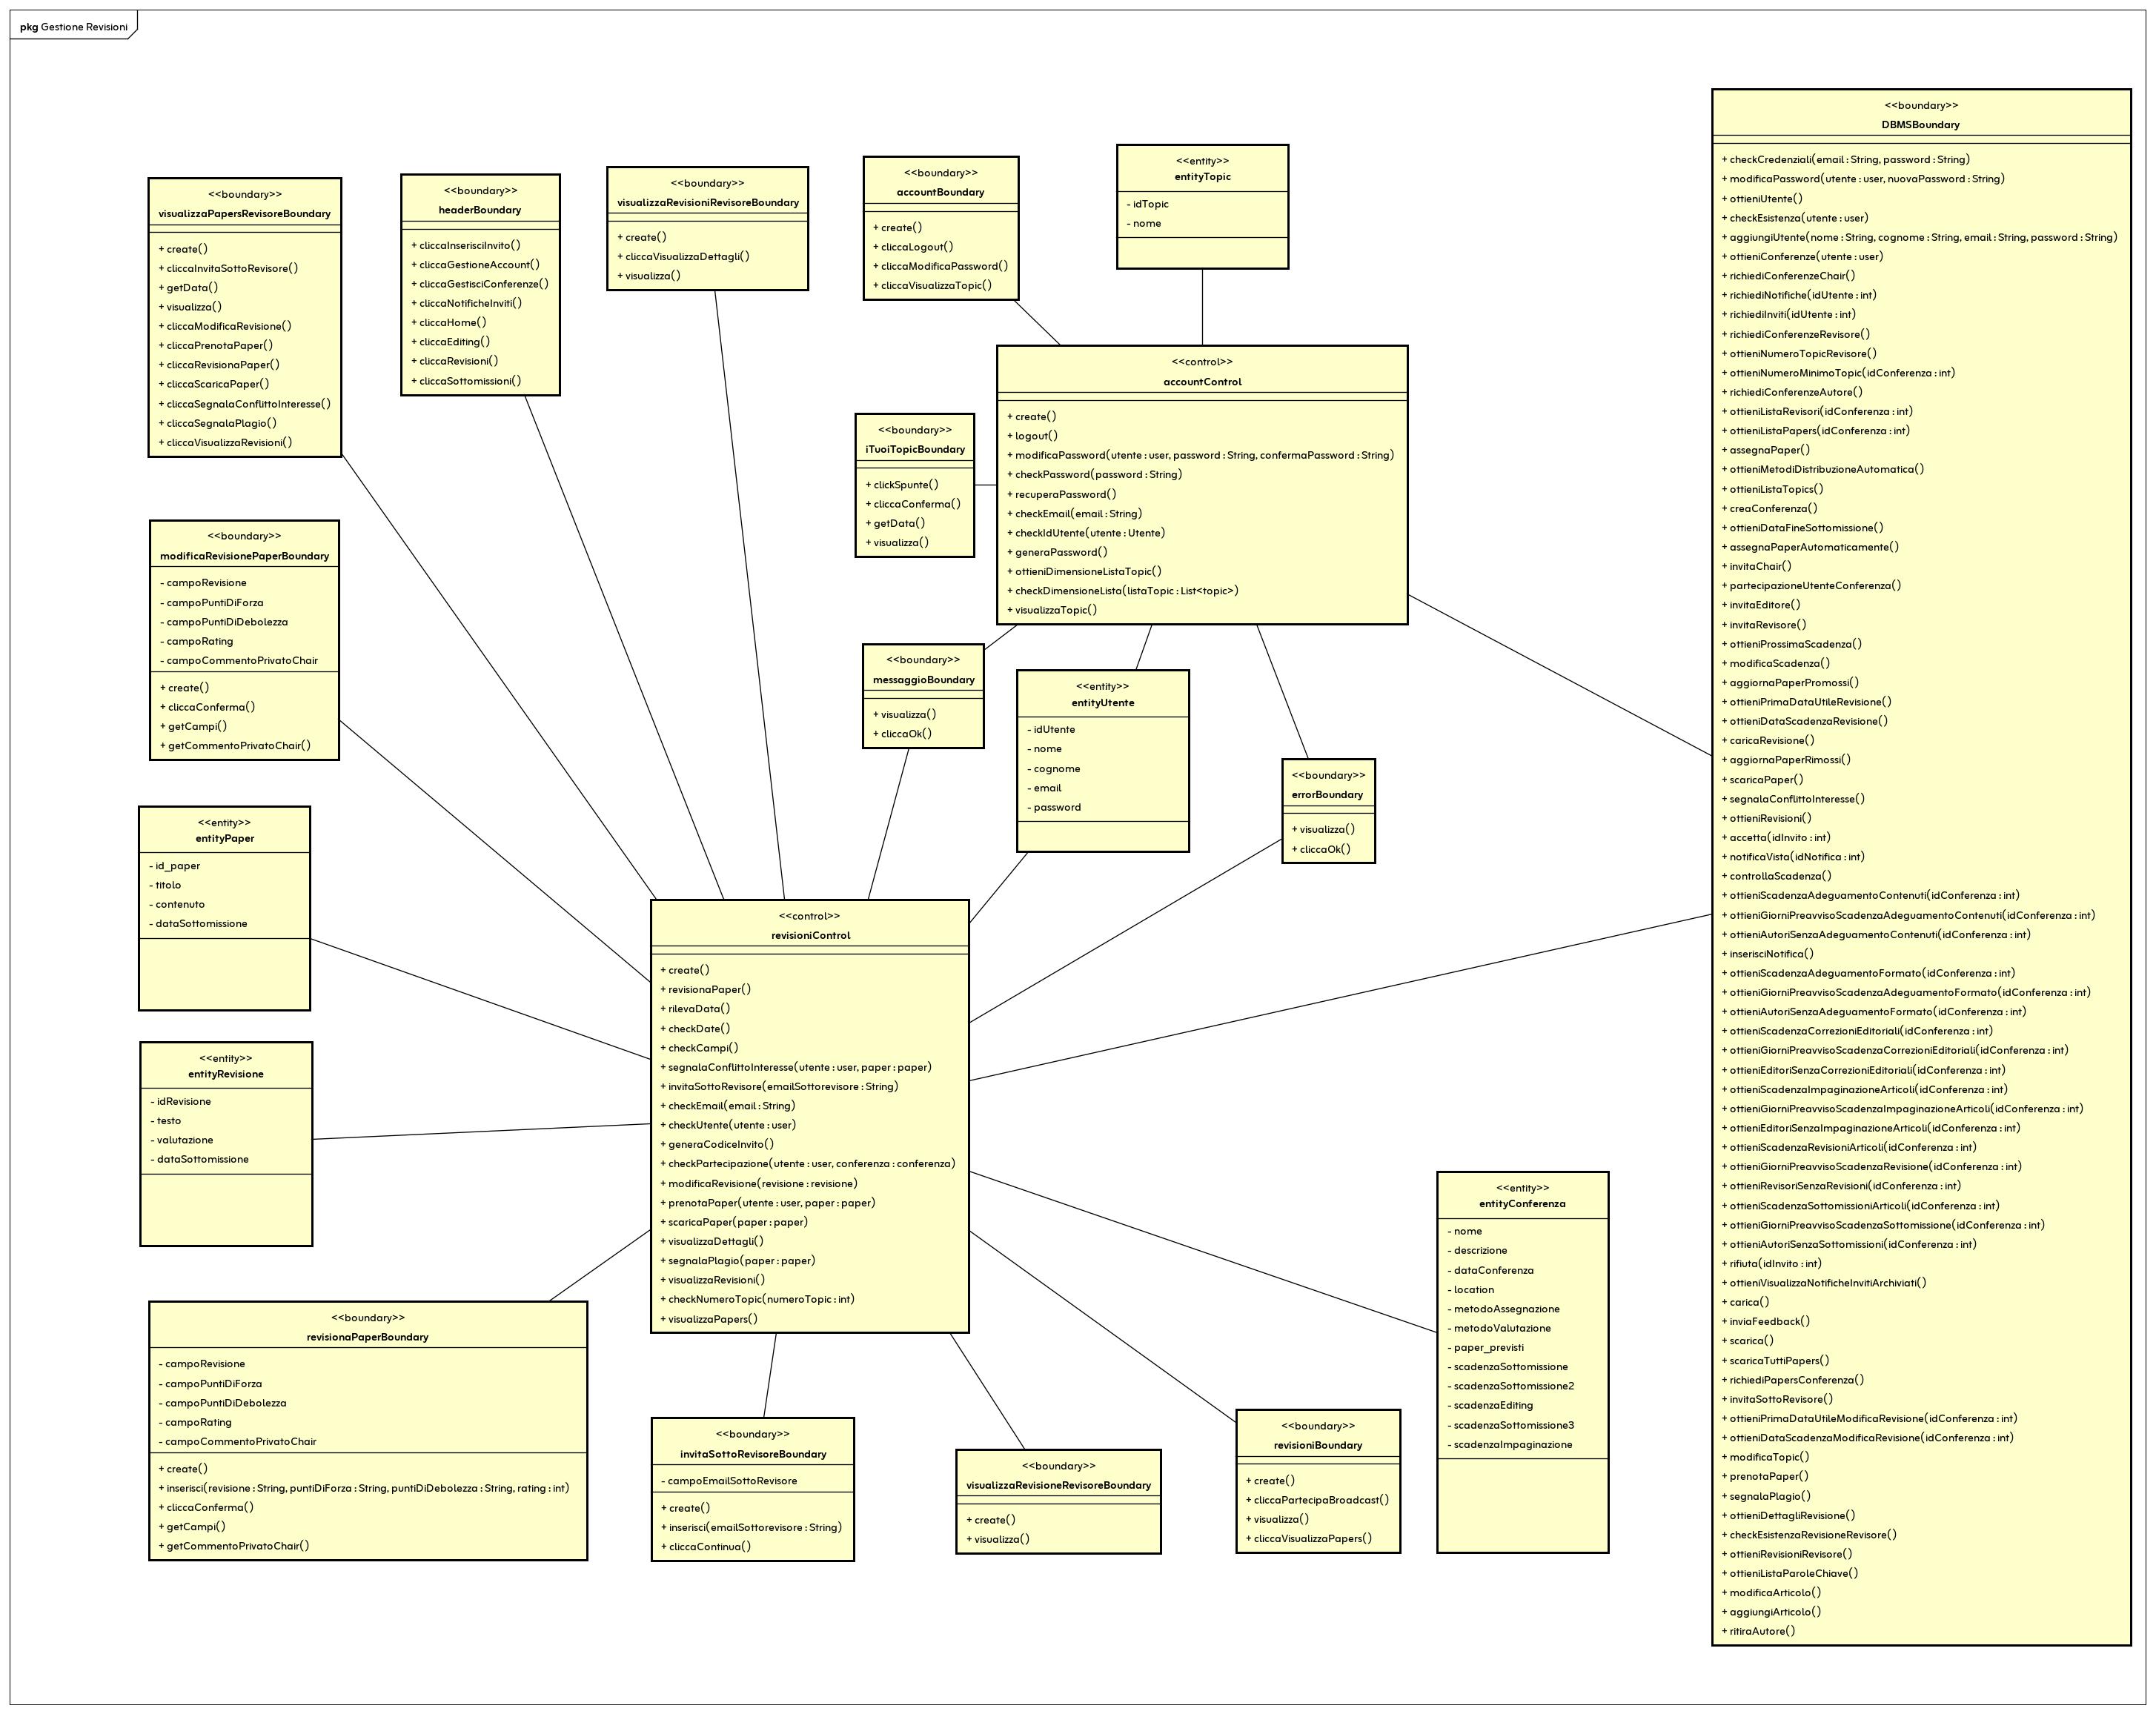 pkg Gestione Revisioni
<<boundary>>
visualizzaPapersRevisoreBoundary
+ create()
+ cliccaInvitaSottoRevisore()
+ getData()
+ visualizza()
+ cliccaModificaRevisione()
+ cliccaPrenotaPaper()
+ cliccaRevisionaPaper()
+ cliccaScaricaPaper()
+ cliccaSegnalaConflittoInteresse()
+ cliccaSegnalaPlagio()
+ cliccaVisualizzaRevisioni()
<<boundary>>
headerBoundary
+ cliccaInserisciInvito()
+ cliccaGestioneAccount()
+ cliccaGestisciConferenze()
+ cliccaNotificheInviti()
+ cliccaHome()
+ cliccaEditing()
+ cliccaRevisioni()
+ cliccaSottomissioni()
<<boundary>>
visualizzaRevisioniRevisoreBoundary
+ create()
+ cliccaVisualizzaDettagli()
+ visualizza()
<<boundary>>
accountBoundary
+ create()
+ cliccaLogout()
+ cliccaModificaPassword()
+ cliccaVisualizzaTopic()
<<entity>>
entityTopic
- idTopic
- nome
<<control>>
accountControl
+ create()
+ logout()
+ modificaPassword(utente : user, password : String, confermaPassword : String)
+ checkPassword(password : String)
+ recuperaPassword()
+ checkEmail(email : String)
+ checkIdUtente(utente : Utente)
+ generaPassword()
+ ottieniDimensioneListaTopic()
+ checkDimensioneLista(listaTopic : List<topic>)
+ visualizzaTopic()
<<boundary>>
iTuoiTopicBoundary
+ clickSpunte()
+ cliccaConferma()
+ getData()
+ visualizza()
<<boundary>>
modificaRevisionePaperBoundary
- campoRevisione
- campoPuntiDiForza
- campoPuntiDiDebolezza
- campoRating
- campoCommentoPrivatoChair
+ create()
+ cliccaConferma()
+ getCampi()
+ getCommentoPrivatoChair()
<<boundary>>
messaggioBoundary
+ visualizza()
+ cliccaOk()
<<entity>>
entityUtente
- idUtente
- nome
- cognome
- email
- password
<<boundary>>
errorBoundary
+ visualizza()
+ cliccaOk()
<<entity>>
entityPaper
- id_paper
- titolo
- contenuto
- dataSottomissione
<<control>>
revisioniControl
+ create()
+ revisionaPaper()
+ rilevaData()
+ checkDate()
+ checkCampi()
+ segnalaConflittoInteresse(utente : user, paper : paper)
+ invitaSottoRevisore(emailSottorevisore : String)
+ checkEmail(email : String)
+ checkUtente(utente : user)
+ generaCodiceInvito()
+ checkPartecipazione(utente : user, conferenza : conferenza)
+ modificaRevisione(revisione : revisione)
+ prenotaPaper(utente : user, paper : paper)
+ scaricaPaper(paper : paper)
+ visualizzaDettagli()
+ segnalaPlagio(paper : paper)
+ visualizzaRevisioni()
+ checkNumeroTopic(numeroTopic : int)
+ visualizzaPapers()
<<entity>>
entityRevisione
- idRevisione
- testo
- valutazione
- dataSottomissione
<<boundary>>
revisionaPaperBoundary
- campoRevisione
- campoPuntiDiForza
- campoPuntiDiDebolezza
- campoRating
- campoCommentoPrivatoChair
+ create()
+ inserisci(revisione : String, puntiDiForza : String, puntiDiDebolezza : String, rating : int)
+ cliccaConferma()
+ getCampi()
+ getCommentoPrivatoChair()
<<boundary>>
invitaSottoRevisoreBoundary
- campoEmailSottoRevisore
+ create()
+ inserisci(emailSottorevisore : String)
+ cliccaContinua()
<<boundary>>
visualizzaRevisioneRevisoreBoundary
+ create()
+ visualizza()
<<boundary>>
revisioniBoundary
+ create()
+ cliccaPartecipaBroadcast()
+ visualizza()
+ cliccaVisualizzaPapers()
<<entity>>
entityConferenza
- nome
- descrizione
- dataConferenza
- location
- metodoAssegnazione
- metodoValutazione
- paper_previsti
- scadenzaSottomissione
- scadenzaSottomissione2
- scadenzaEditing
- scadenzaSottomissione3
- scadenzaImpaginazione
<<boundary>>
DBMSBoundary
+ checkCredenziali(email : String, password : String)
+ modificaPassword(utente : user, nuovaPassword : String)
+ ottieniUtente()
+ checkEsistenza(utente : user)
+ aggiungiUtente(nome : String, cognome : String, email : String, password : String)
+ ottieniConferenze(utente : user)
+ richiediConferenzeChair()
+ richiediNotifiche(idUtente : int)
+ richiediInviti(idUtente : int)
+ richiediConferenzeRevisore()
+ ottieniNumeroTopicRevisore()
+ ottieniNumeroMinimoTopic(idConferenza : int)
+ richiediConferenzeAutore()
+ ottieniListaRevisori(idConferenza : int)
+ ottieniListaPapers(idConferenza : int)
+ assegnaPaper()
+ ottieniMetodiDistribuzioneAutomatica()
+ ottieniListaTopics()
+ creaConferenza()
+ ottieniDataFineSottomissione()
+ assegnaPaperAutomaticamente()
+ invitaChair()
+ partecipazioneUtenteConferenza()
+ invitaEditore()
+ invitaRevisore()
+ ottieniProssimaScadenza()
+ modificaScadenza()
+ aggiornaPaperPromossi()
+ ottieniPrimaDataUtileRevisione()
+ ottieniDataScadenzaRevisione()
+ caricaRevisione()
+ aggiornaPaperRimossi()
+ scaricaPaper()
+ segnalaConflittoInteresse()
+ ottieniRevisioni()
+ accetta(idInvito : int)
+ notificaVista(idNotifica : int)
+ controllaScadenza()
+ ottieniScadenzaAdeguamentoContenuti(idConferenza : int)
+ ottieniGiorniPreavvisoScadenzaAdeguamentoContenuti(idConferenza : int)
+ ottieniAutoriSenzaAdeguamentoContenuti(idConferenza : int)
+ inserisciNotifica()
+ ottieniScadenzaAdeguamentoFormato(idConferenza : int)
+ ottieniGiorniPreavvisoScadenzaAdeguamentoFormato(idConferenza : int)
+ ottieniAutoriSenzaAdeguamentoFormato(idConferenza : int)
+ ottieniScadenzaCorrezioniEditoriali(idConferenza : int)
+ ottieniGiorniPreavvisoScadenzaCorrezioniEditoriali(idConferenza : int)
+ ottieniEditoriSenzaCorrezioniEditoriali(idConferenza : int)
+ ottieniScadenzaImpaginazioneArticoli(idConferenza : int)
+ ottieniGiorniPreavvisoScadenzaImpaginazioneArticoli(idConferenza : int)
+ ottieniEditoriSenzaImpaginazioneArticoli(idConferenza : int)
+ ottieniScadenzaRevisioniArticoli(idConferenza : int)
+ ottieniGiorniPreavvisoScadenzaRevisione(idConferenza : int)
+ ottieniRevisoriSenzaRevisioni(idConferenza : int)
+ ottieniScadenzaSottomissioniArticoli(idConferenza : int)
+ ottieniGiorniPreavvisoScadenzaSottomissione(idConferenza : int)
+ ottieniAutoriSenzaSottomissioni(idConferenza : int)
+ rifiuta(idInvito : int)
+ ottieniVisualizzaNotificheInvitiArchiviati()
+ carica()
+ inviaFeedback()
+ scarica()
+ scaricaTuttiPapers()
+ richiediPapersConferenza()
+ invitaSottoRevisore()
+ ottieniPrimaDataUtileModificaRevisione(idConferenza : int)
+ ottieniDataScadenzaModificaRevisione(idConferenza : int)
+ modificaTopic()
+ prenotaPaper()
+ segnalaPlagio()
+ ottieniDettagliRevisione()
+ checkEsistenzaRevisioneRevisore()
+ ottieniRevisioniRevisore()
+ ottieniListaParoleChiave()
+ modificaArticolo()
+ aggiungiArticolo()
+ ritiraAutore()